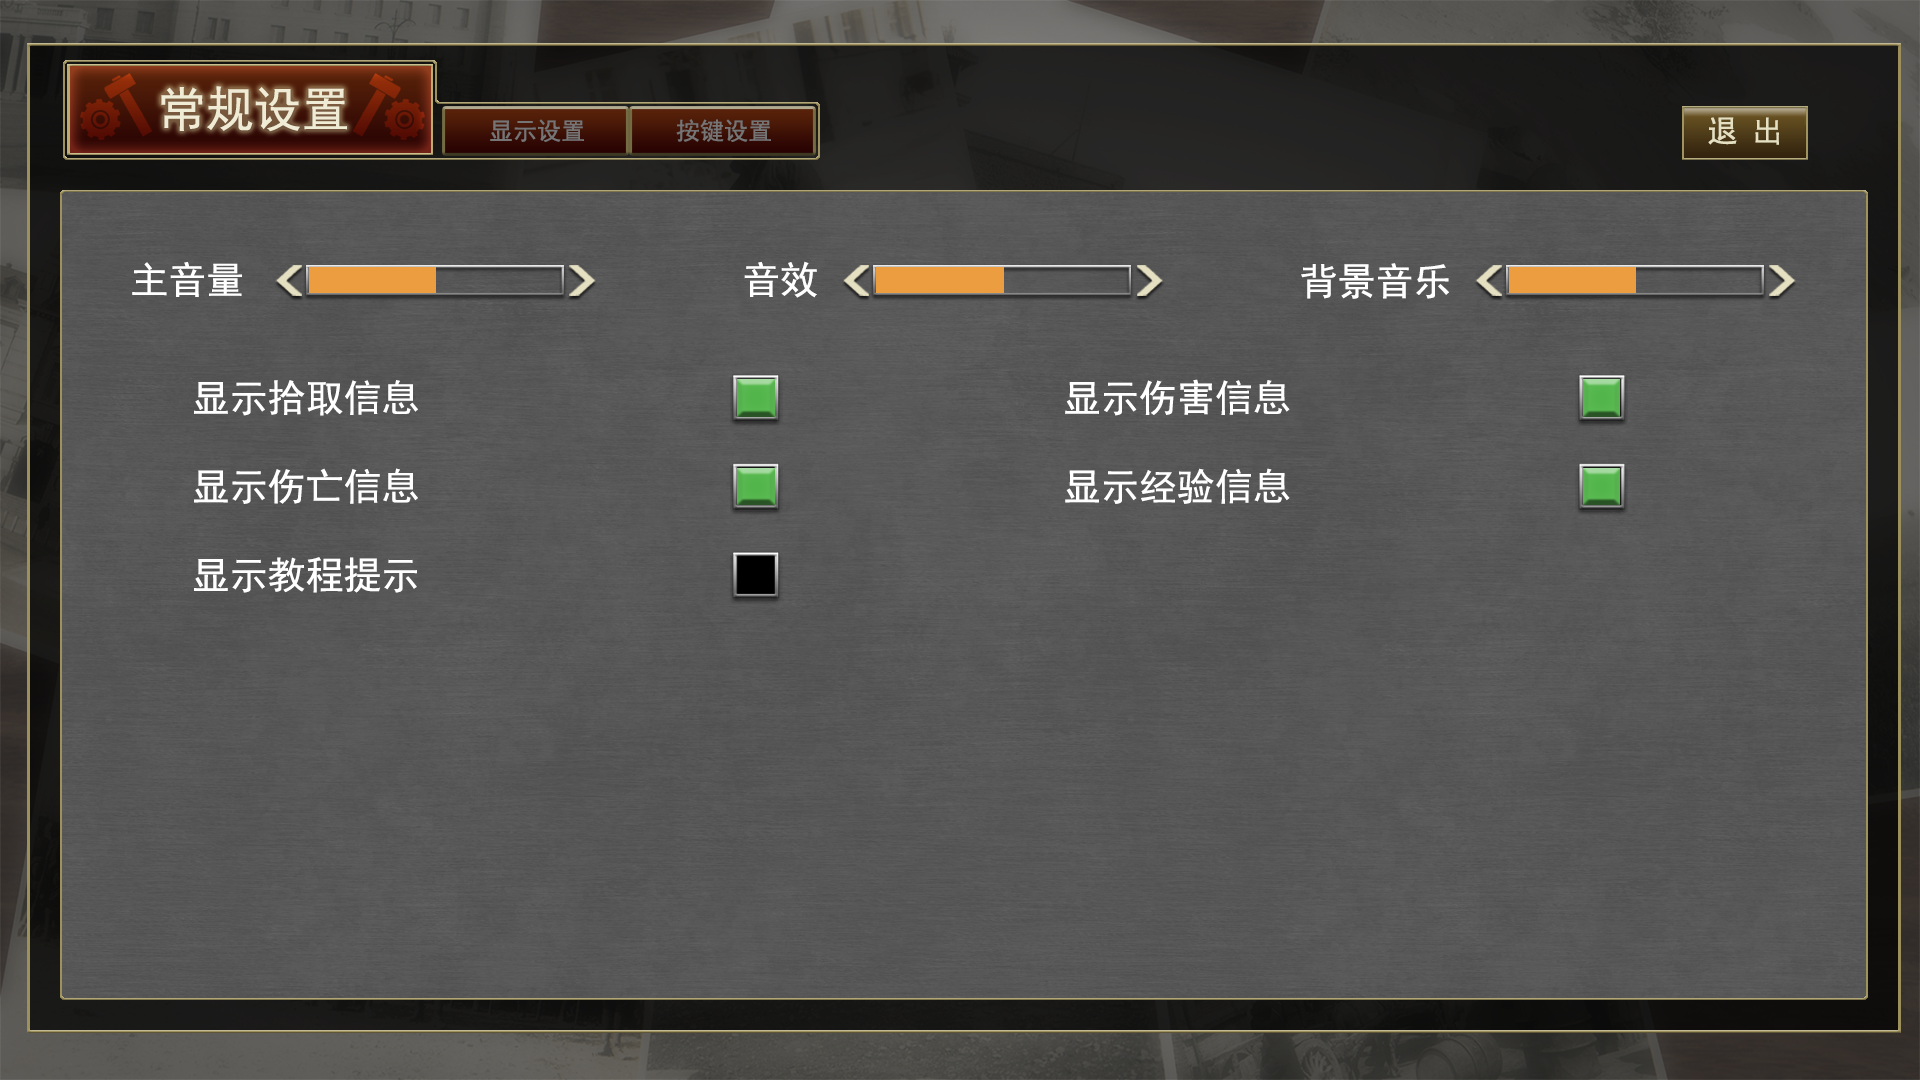 常规设置
显示设置
按键设置
退出
主音量
音效
背景音乐
显示拾取信息
显示伤害信息
显示伤亡信息
显示经验信息
显示教程提示